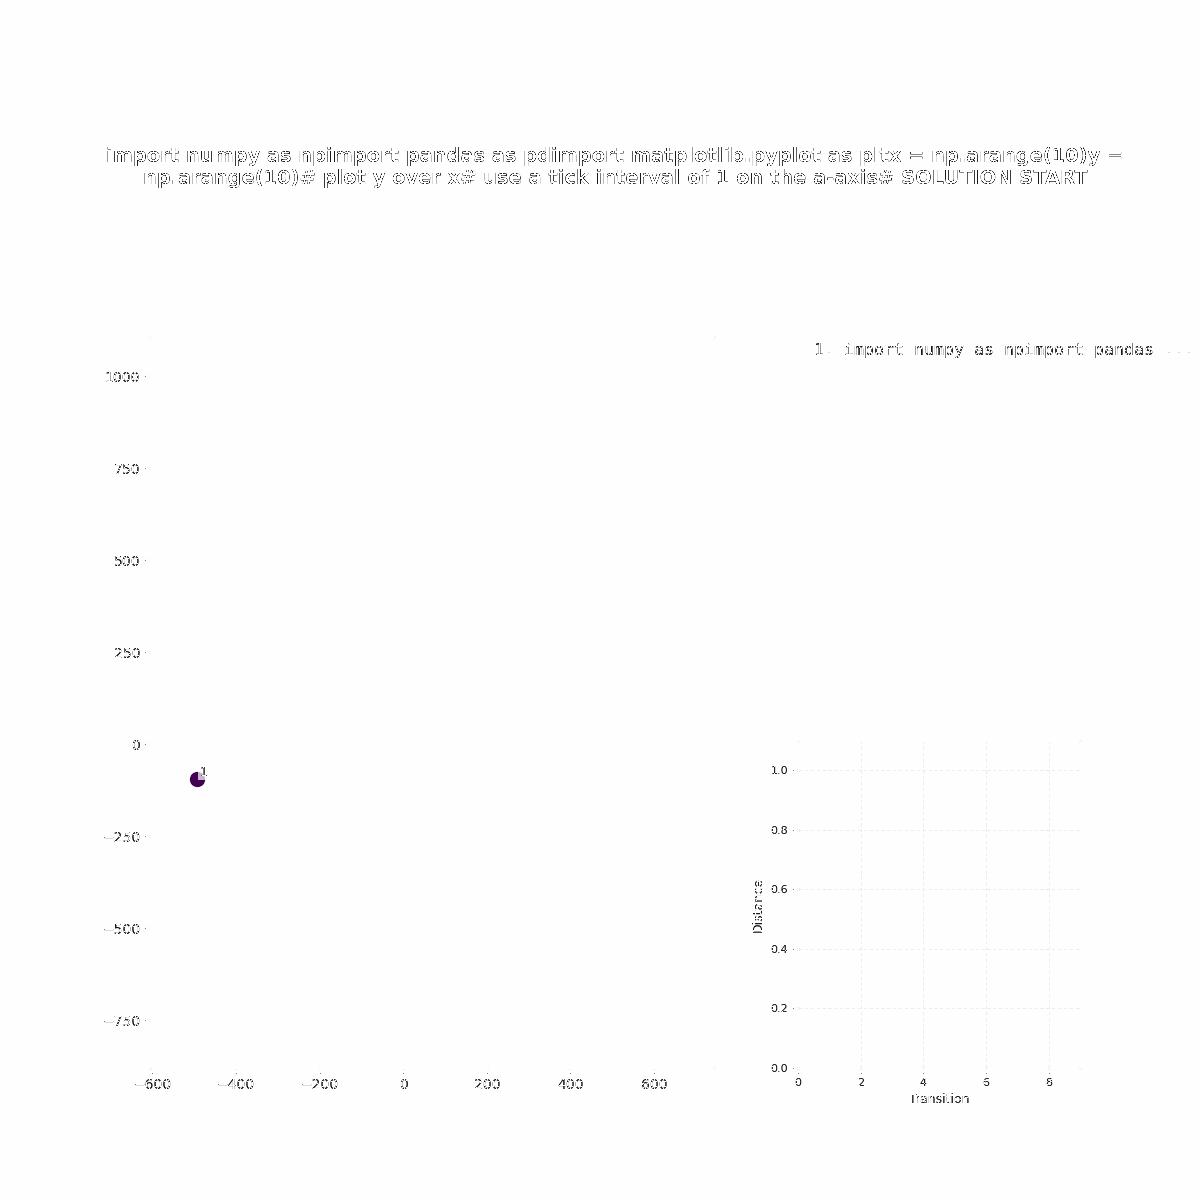 import numpy as npimport pandas as pdimport matplotlib.pyplot as pltx = np.arange(10)y =
np.arange(10)# plot y over x# use a tick interval of 1 on the a-axis# SOLUTION START
1. import numpy as npimport pandas ...
1000
750
500
250
0
−250
−500
−750
−600 −400 −200 0 200 400 600
1
1.0
0.8
0.6
0.4
0.2
0.0
Distance
0 2 4 6 8
Transition